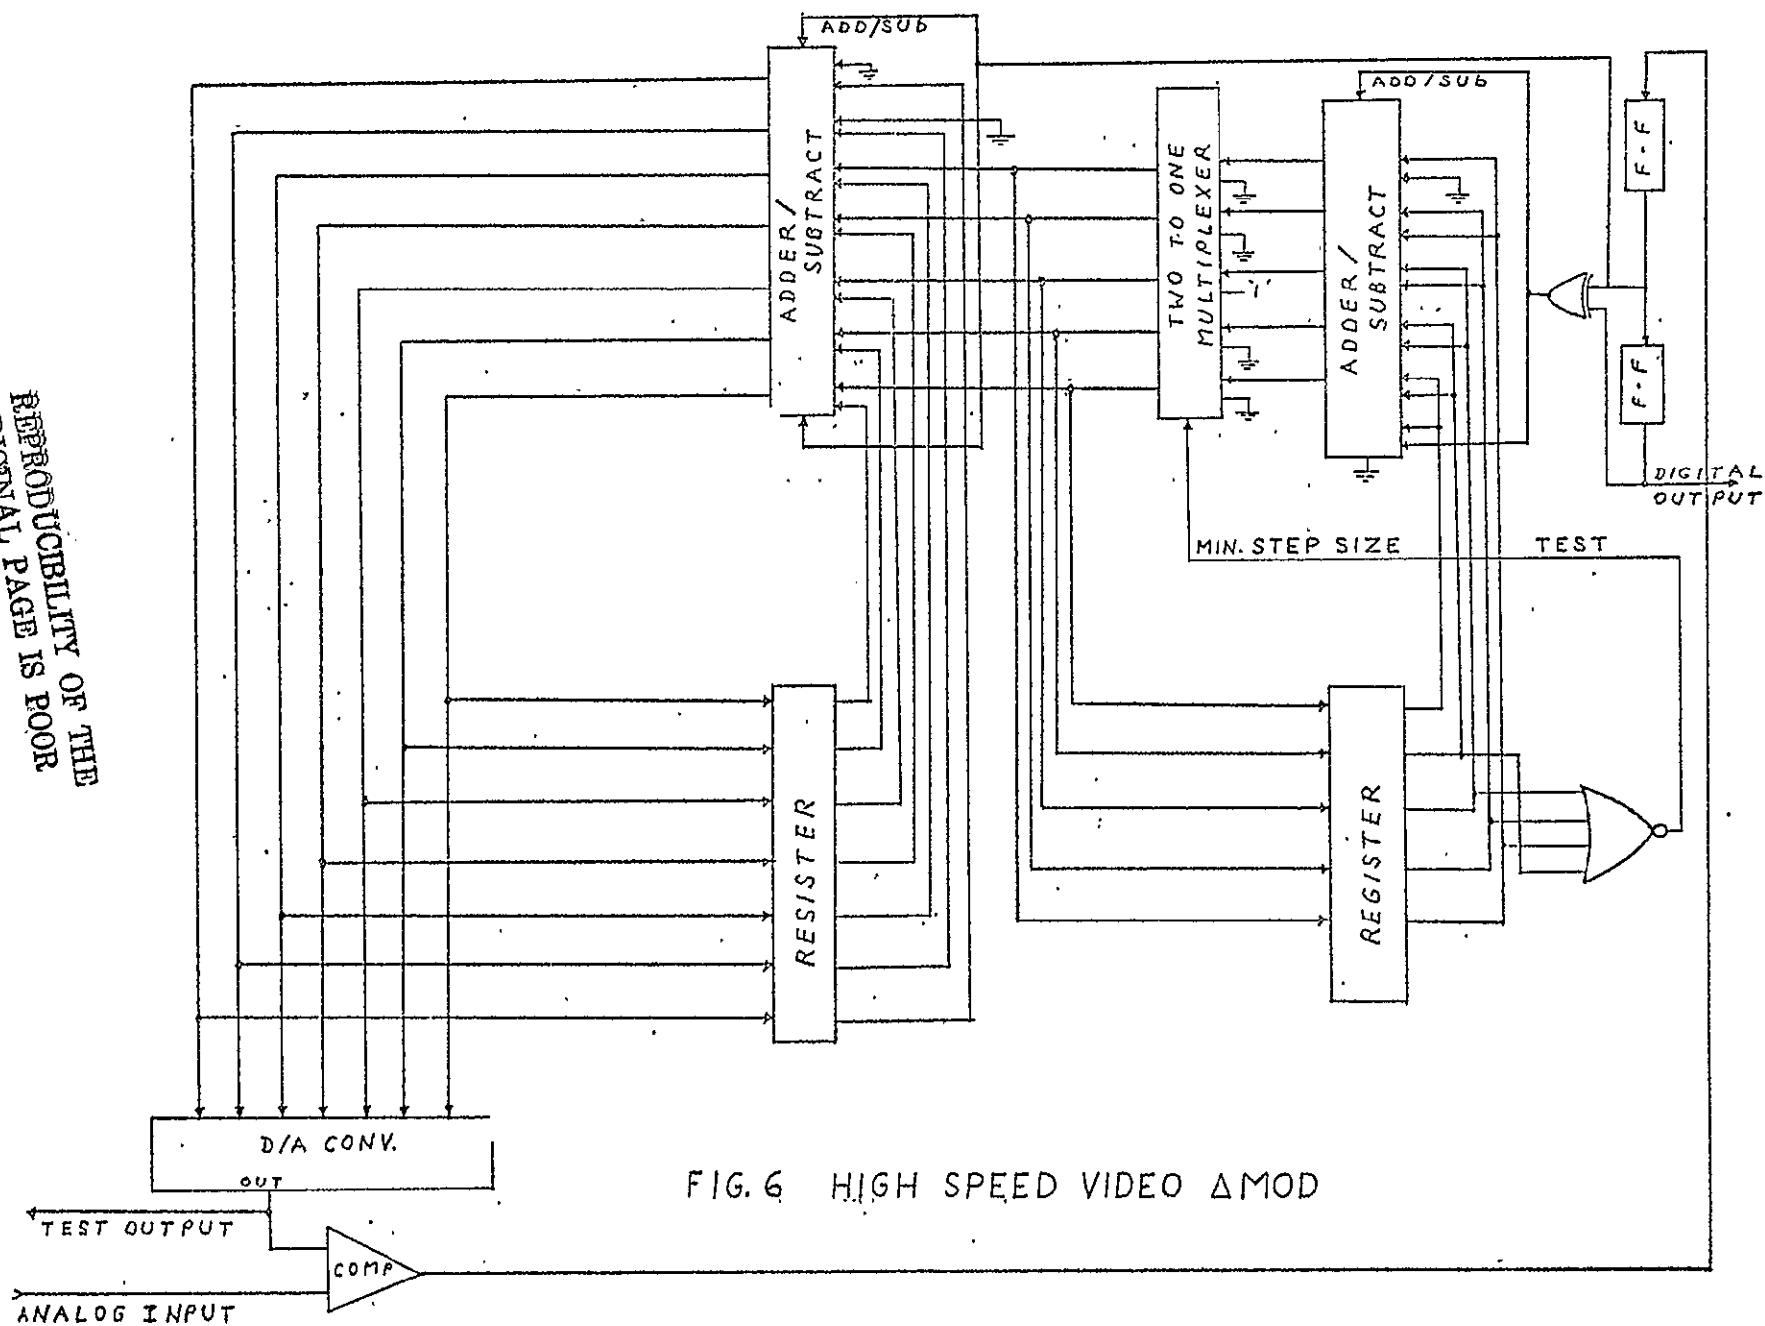 ADD/SUB
ADDER/
SUBTRACT
TWO TO ONE
MULTIPLEXER
ADD/SUB
ADDER/
SUBTRACT
F-F
F-F
'1'
DIGITAL
OUTPUT
MIN. STEP SIZE TEST
REPRODUCIBILITY OF THE
ORIGINAL PAGE IS POOR
RESISTER
REGISTER
D/A CONV.
OUT
TEST OUTPUT
COMP
ANALOG INPUT
FIG. 6 HIGH SPEED VIDEO Δ MOD